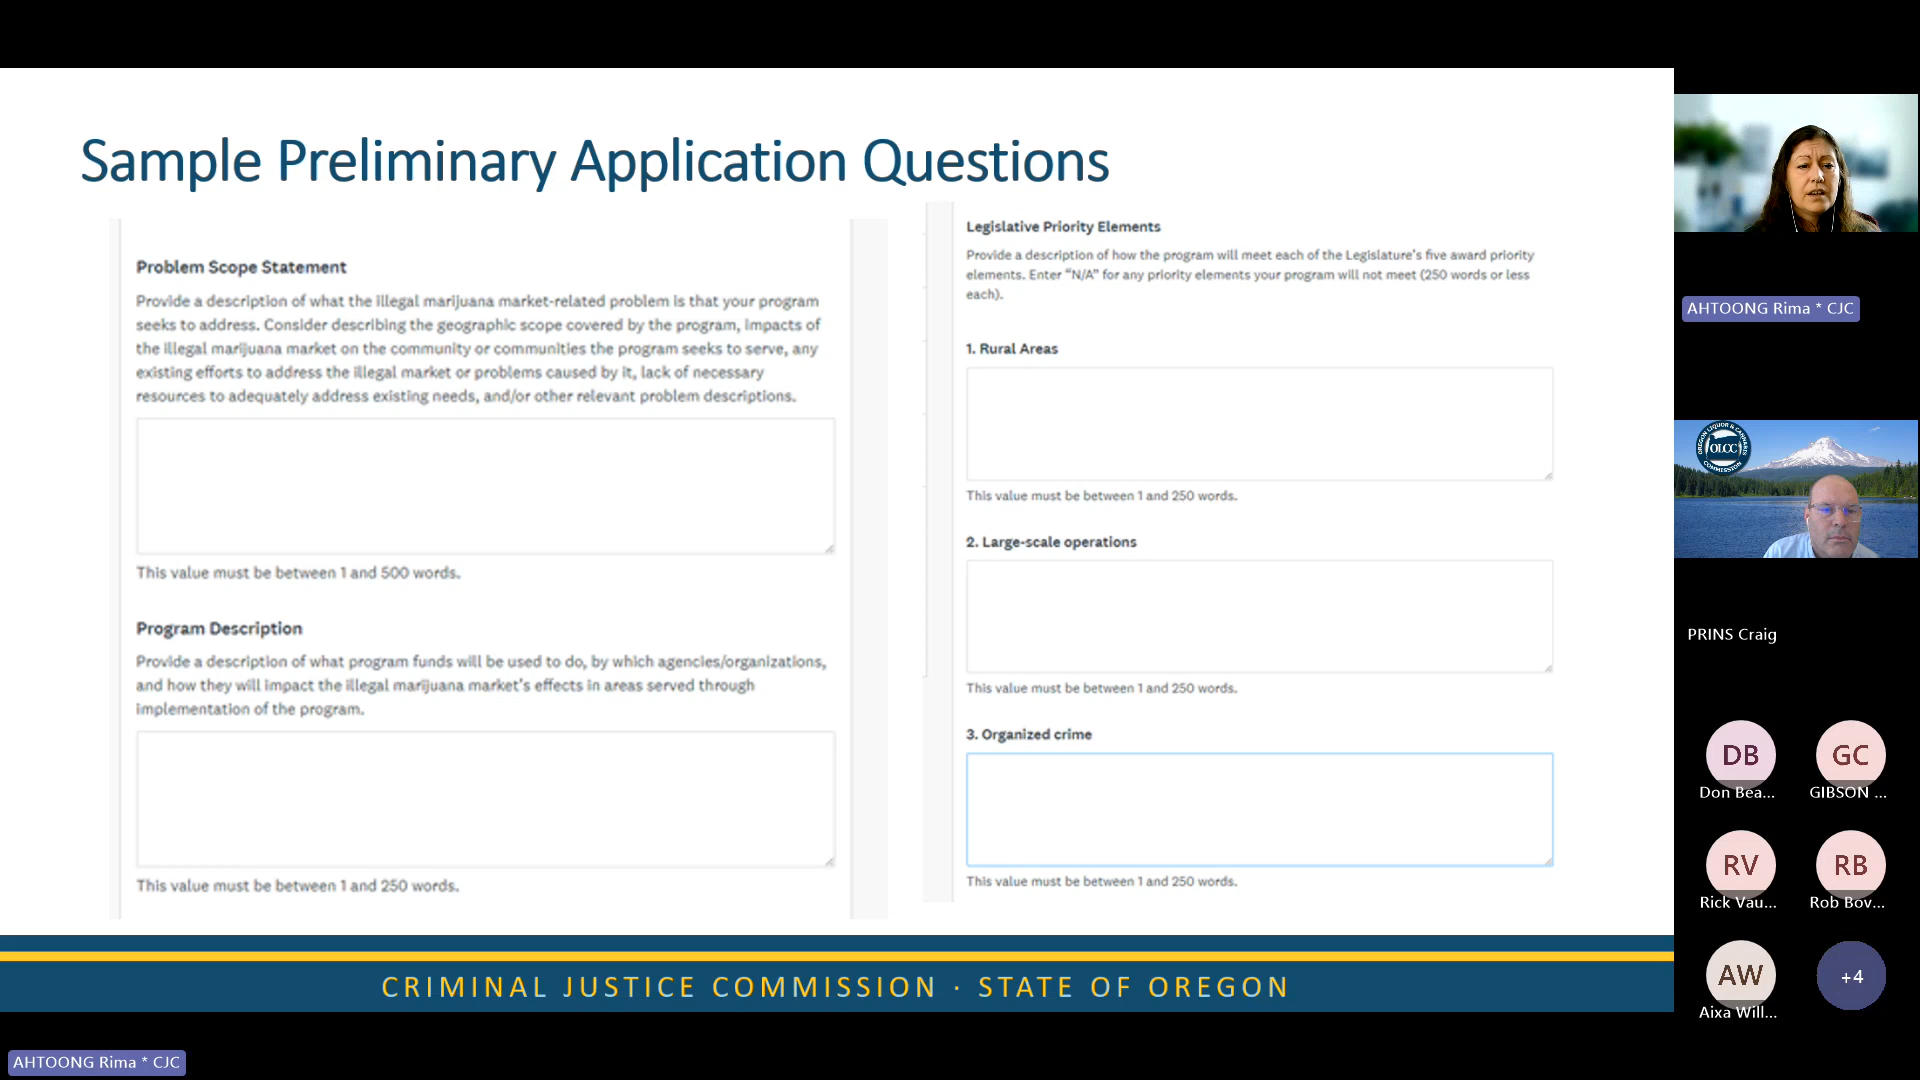 Sample Preliminary Application Questions
Problem Scope Statement
Provide a description of what the illegal marijuana market-related problem is that your program
seeks to address. Consider describing the geographic scope covered by the program, impacts of
the illegal marijuana market on the community or communities the program seeks to serve, any
existing efforts to address the illegal market or problems caused by it, lack of necessary
resources to adequately address existing needs, and/or other relevant problem descriptions.
This value must be between 1 and 500 words.
Program Description
Provide a description of what program funds will be used to do, by which agencies/organizations,
and how they will impact the illegal marijuana market's effects in areas served through
implementation of the program.
This value must be between 1 and 250 words.
Legislative Priority Elements
Provide a description of how the program will meet each of the Legislature's five award priority
elements. Enter "N/A" for any priority elements your program will not meet (250 words or less
each).
1. Rural Areas
This value must be between 1 and 250 words.
2. Large-scale operations
This value must be between 1 and 250 words.
3. Organized crime
This value must be between 1 and 250 words.
CRIMINAL JUSTICE COMMISSION · STATE OF OREGON
AHTOONG Rima * CJC
AHTOONG Rima * CJC
OREGON LIQUOR & CANNABIS
OLCC
COMMISSION
PRINS Craig
DB
Don Bea...
GC
GIBSON ...
RV
Rick Vau...
RB
Rob Bov...
AW
Aixa Will...
+4